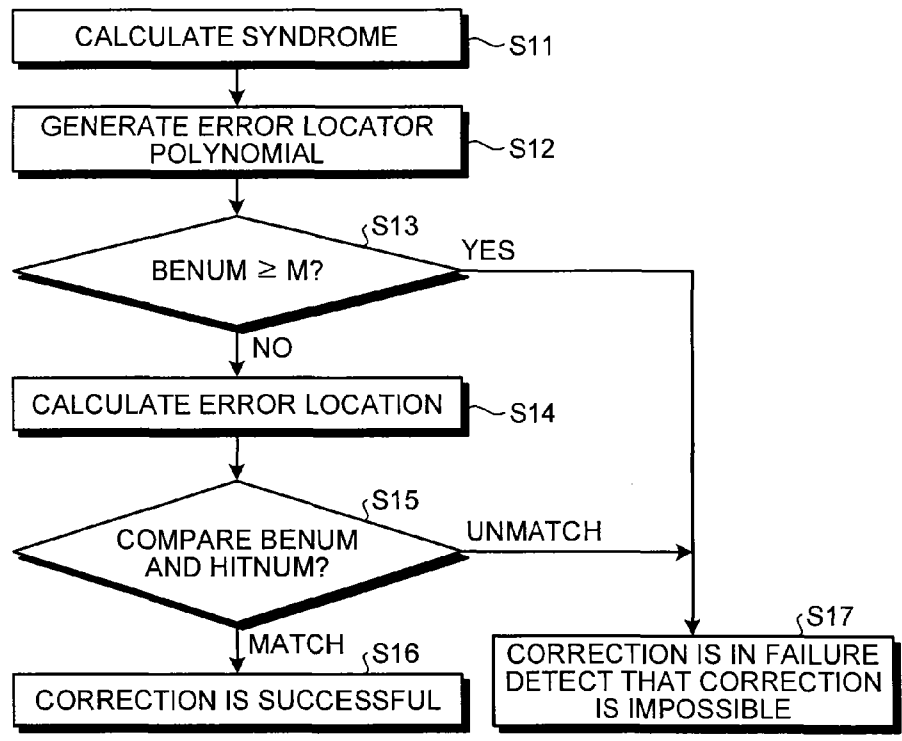 CALCULATE SYNDROME
S11
GENERATE ERROR LOCATOR
POLYNOMIAL
S12
S13
BENUM ≥ M?
YES
NO
CALCULATE ERROR LOCATION
S14
S15
COMPARE BENUM
AND HITNUM?
UNMATCH
MATCH
S16
CORRECTION IS SUCCESSFUL
S17
CORRECTION IS IN FAILURE
DETECT THAT CORRECTION
IS IMPOSSIBLE